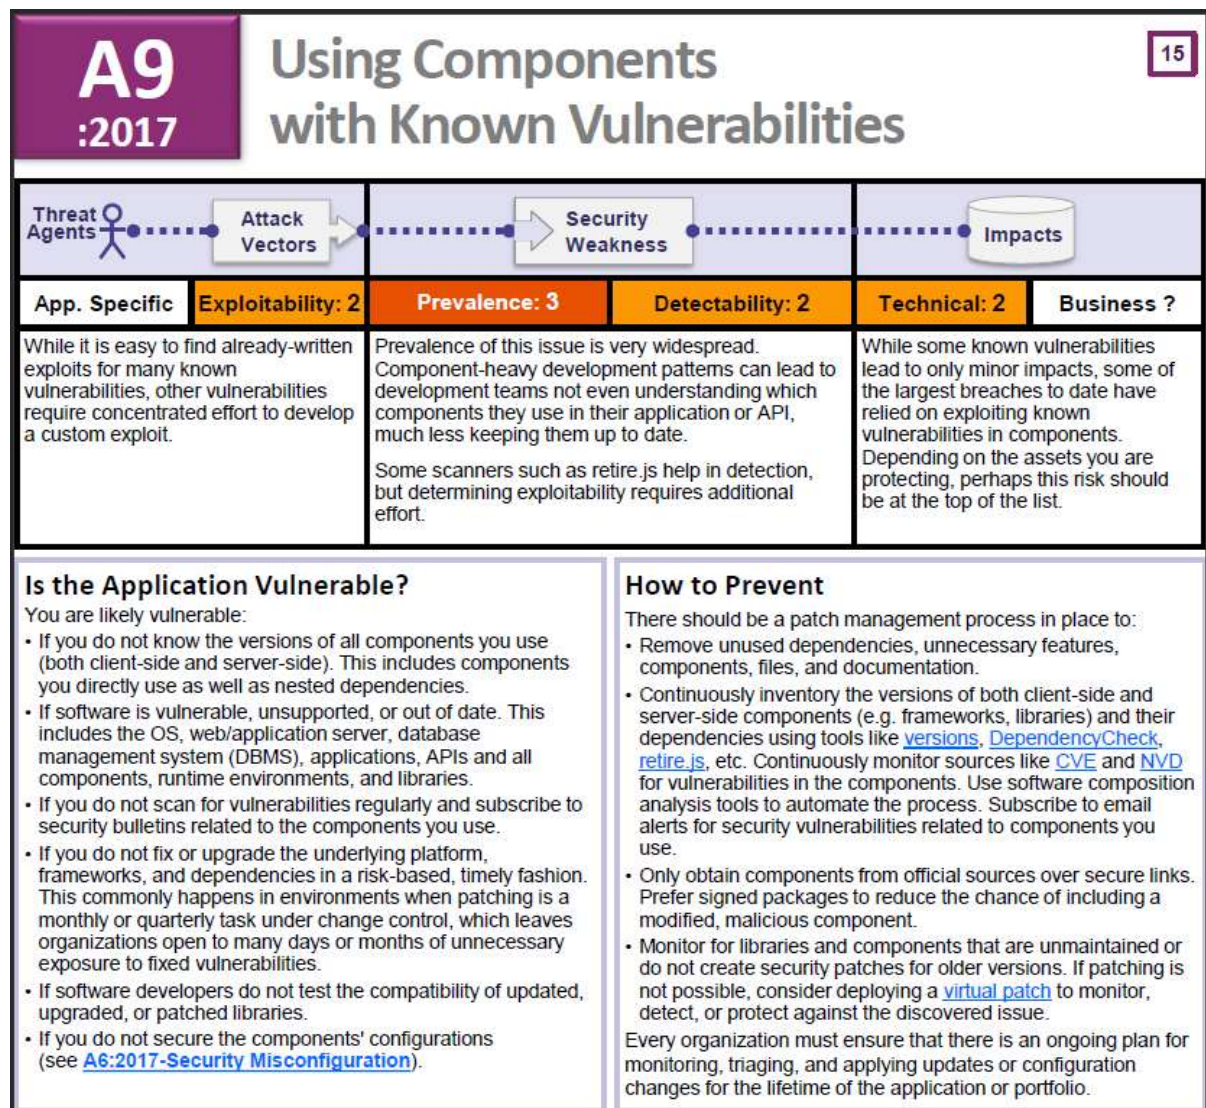 A9
:2017
Using Components
with Known Vulnerabilities
15
Threat
Agents
Attack
Vectors
Security
Weakness
Impacts
App. Specific
Exploitability: 2
Prevalence: 3
Detectability: 2
Technical: 2
Business ?
While it is easy to find already-written
exploits for many known
vulnerabilities, other vulnerabilities
require concentrated effort to develop
a custom exploit.
Prevalence of this issue is very widespread.
Component-heavy development patterns can lead to
development teams not even understanding which
components they use in their application or API,
much less keeping them up to date.
Some scanners such as retire.js help in detection,
but determining exploitability requires additional
effort.
While some known vulnerabilities
lead to only minor impacts, some of
the largest breaches to date have
relied on exploiting known
vulnerabilities in components.
Depending on the assets you are
protecting, perhaps this risk should
be at the top of the list.
Is the Application Vulnerable?
You are likely vulnerable:
• If you do not know the versions of all components you use
(both client-side and server-side). This includes components
you directly use as well as nested dependencies.
• If software is vulnerable, unsupported, or out of date. This
includes the OS, web/application server, database
management system (DBMS), applications, APIs and all
components, runtime environments, and libraries.
• If you do not scan for vulnerabilities regularly and subscribe to
security bulletins related to the components you use.
• If you do not fix or upgrade the underlying platform,
frameworks, and dependencies in a risk-based, timely fashion.
This commonly happens in environments when patching is a
monthly or quarterly task under change control, which leaves
organizations open to many days or months of unnecessary
exposure to fixed vulnerabilities.
• If software developers do not test the compatibility of updated,
upgraded, or patched libraries.
• If you do not secure the components' configurations
(see A6:2017-Security Misconfiguration).
How to Prevent
There should be a patch management process in place to:
• Remove unused dependencies, unnecessary features,
components, files, and documentation.
• Continuously inventory the versions of both client-side and
server-side components (e.g. frameworks, libraries) and their
dependencies using tools like versions, DependencyCheck,
retire.js, etc. Continuously monitor sources like CVE and NVD
for vulnerabilities in the components. Use software composition
analysis tools to automate the process. Subscribe to email
alerts for security vulnerabilities related to components you
use.
• Only obtain components from official sources over secure links.
Prefer signed packages to reduce the chance of including a
modified, malicious component.
• Monitor for libraries and components that are unmaintained or
do not create security patches for older versions. If patching is
not possible, consider deploying a virtual patch to monitor,
detect, or protect against the discovered issue.
Every organization must ensure that there is an ongoing plan for
monitoring, triaging, and applying updates or configuration
changes for the lifetime of the application or portfolio.